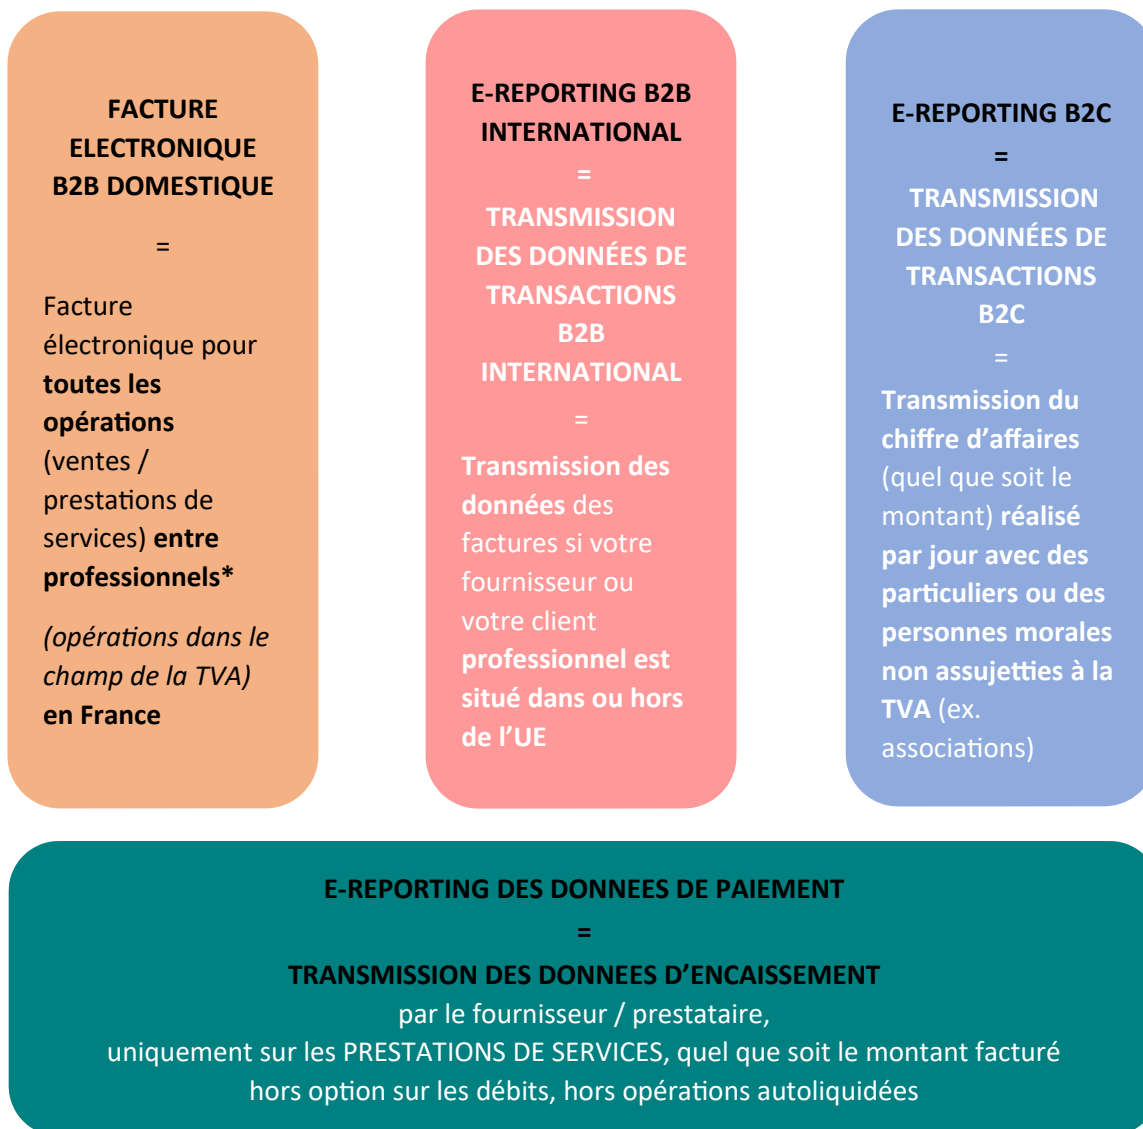 FACTURE
ELECTRONIQUE
B2B DOMESTIQUE
=
Facture
électronique pour
toutes les
opérations
(ventes /
prestations de
services) entre
professionnels*
(opérations dans le
champ de la TVA)
en France
E-REPORTING B2B
INTERNATIONAL
=
TRANSMISSION
DES DONNÉES DE
TRANSACTIONS
B2B
INTERNATIONAL
=
Transmission des
données des
factures si votre
fournisseur ou
votre client
professionnel est
situé dans ou hors
de l’UE
E-REPORTING B2C
=
TRANSMISSION
DES DONNÉES DE
TRANSACTIONS
B2C
=
Transmission du
chiffre d’affaires
(quel que soit le
montant) réalisé
par jour avec des
particuliers ou des
personnes morales
non assujetties à la
TVA (ex.
associations)
E-REPORTING DES DONNEES DE PAIEMENT
=
TRANSMISSION DES DONNEES D’ENCAISSEMENT
par le fournisseur / prestataire,
uniquement sur les PRESTATIONS DE SERVICES, quel que soit le montant facturé
hors option sur les débits, hors opérations autoliquidées